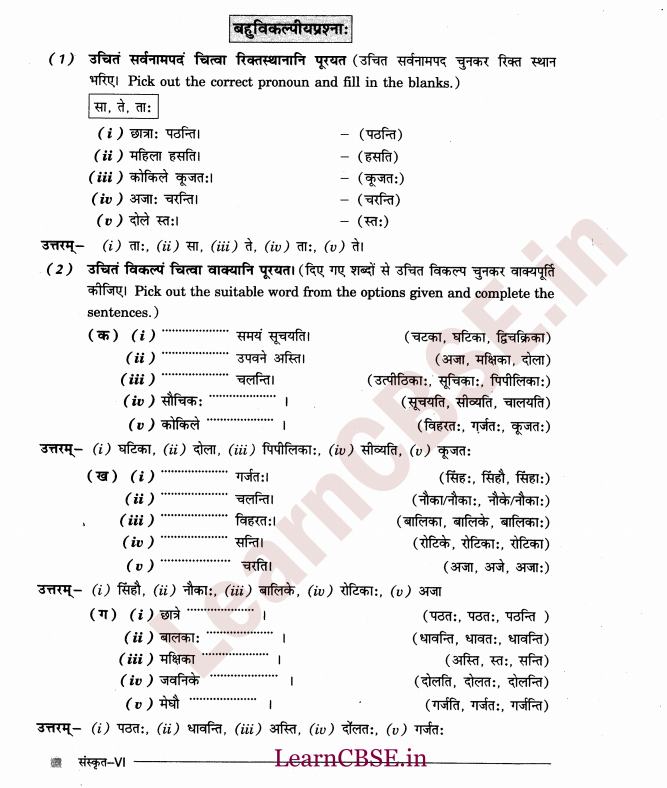 बहुविकल्पीयप्रश्नाः
(1) उचितं सर्वनामपदं चित्वा रिक्तस्थानानि पूरयत (उचित सर्वनामपद चुनकर रिक्त स्थान
भरिए। Pick out the correct pronoun and fill in the blanks.)
सा, ते, ताः
(i) छात्राः पठन्ति। – (पठन्ति)
(ii) महिला हसति। – (हसति)
(iii) कोकिले कूजतः। – (कूजतः)
(iv) अजाः चरन्ति। – (चरन्ति)
(v) दोले स्तः। – (स्तः)
उत्तरम्– (i) ताः, (ii) सा, (iii) ते, (iv) ताः, (v) ते।
(2) उचितं विकल्पं चित्वा वाक्यानि पूरयत। (दिए गए शब्दों से उचित विकल्प चुनकर वाक्यपूर्ति
कीजिए। Pick out the suitable word from the options given and complete the
sentences.)
(क) (i) .................... समयं सूचयति। (चटका, घटिका, द्विचक्रिका)
(ii) .................... उपवने अस्ति। (अजा, मक्षिका, दोला)
(iii) .................... चलन्ति। (उत्पीठिकाः, सूचिकाः, पिपीलिकाः)
(iv) सौचिकः .................... । (सूचयति, सीव्यति, चालयति)
(v) कोकिले .................... । (विहरतः, गर्जतः, कूजतः)
उत्तरम्– (i) घटिका, (ii) दोला, (iii) पिपीलिकाः, (iv) सीव्यति, (v) कूजतः
(ख) (i) .................... गर्जतः। (सिंहः, सिंहौ, सिंहाः)
(ii) .................... चलन्ति। (नौका/नौकाः, नौके/नौकाः)
(iii) .................... विहरतः। (बालिका, बालिके, बालिकाः)
(iv) .................... सन्ति। (रोटिके, रोटिकाः, रोटिका)
(v) .................... चरति। (अजा, अजे, अजाः)
उत्तरम्– (i) सिंहौ, (ii) नौकाः, (iii) बालिके, (iv) रोटिकाः, (v) अजा
(ग) (i) छात्रे .................... । (पठतः, पठतः, पठन्ति )
(ii) बालकाः .................... । (धावन्ति, धावतः, धावन्ति)
(iii) मक्षिका .................... । (अस्ति, स्तः, सन्ति)
(iv) जवनिके .................... । (दोलति, दोलतः, दोलन्ति)
(v) मेघौ .................... । (गर्जति, गर्जतः, गर्जन्ति)
उत्तरम्– (i) पठतः, (ii) धावन्ति, (iii) अस्ति, (iv) दॉलतः, (v) गर्जतः
संस्कृत–VI LearnCBSE.in
LearnCBSE.in